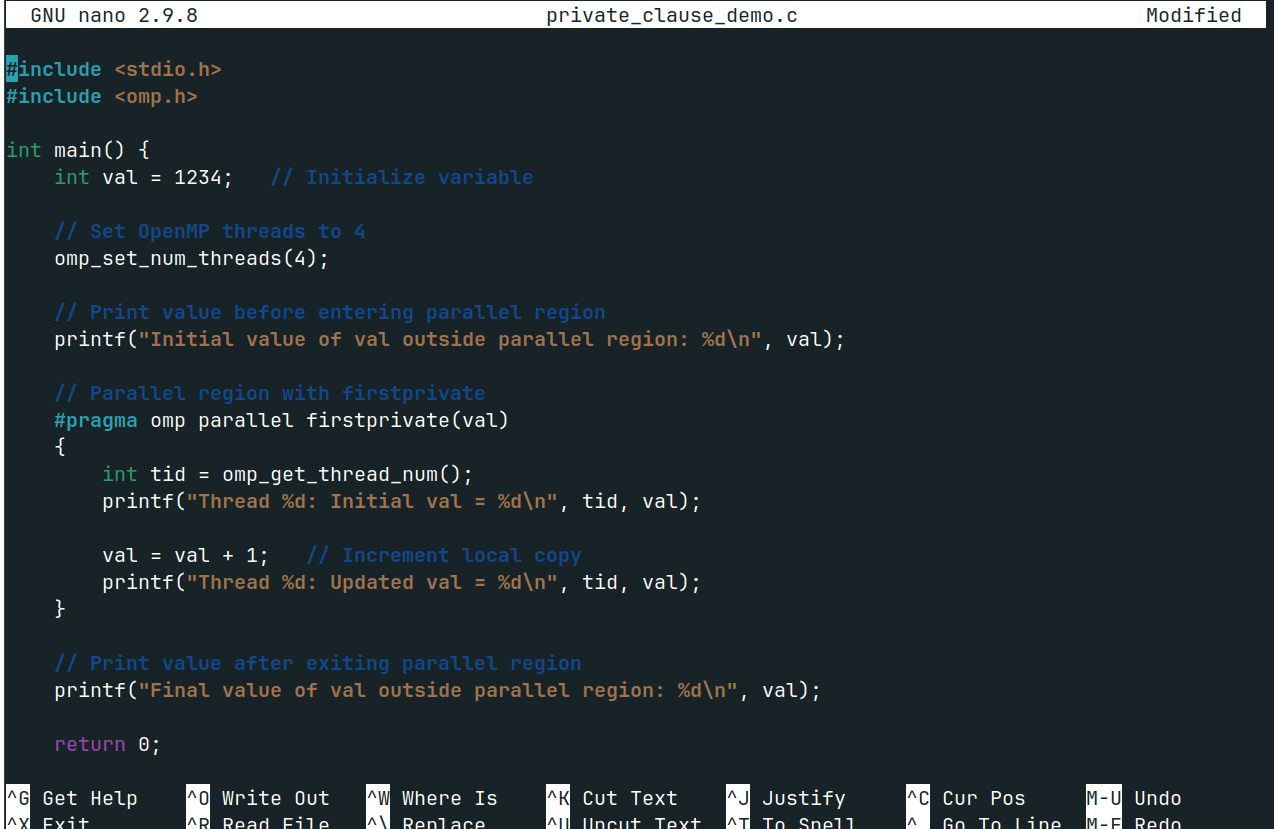 GNU nano 2.9.8 private_clause_demo.c Modified
#include <stdio.h>
#include <omp.h>
int main() {
    int val = 1234;   // Initialize variable
    // Set OpenMP threads to 4
    omp_set_num_threads(4);
    // Print value before entering parallel region
    printf("Initial value of val outside parallel region: %d\n", val);
    // Parallel region with firstprivate
    #pragma omp parallel firstprivate(val)
    {
        int tid = omp_get_thread_num();
        printf("Thread %d: Initial val = %d\n", tid, val);
        val = val + 1;   // Increment local copy
        printf("Thread %d: Updated val = %d\n", tid, val);
    }
    // Print value after exiting parallel region
    printf("Final value of val outside parallel region: %d\n", val);
    return 0;
^G Get Help ^O Write Out ^W Where Is ^K Cut Text ^J Justify ^C Cur Pos M-U Undo
^X Exit ^R Read File ^\ Replace ^U Uncut Text ^T To Spell ^_ Go To Line M-E Redo